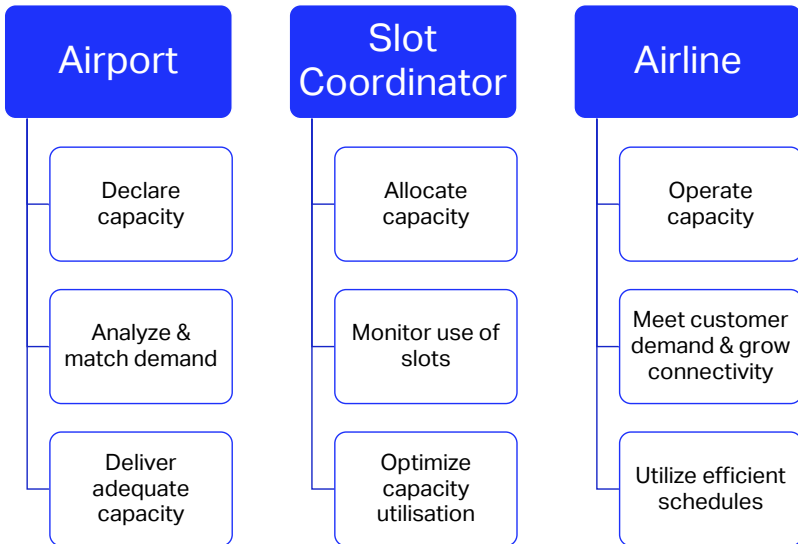 Airport
Declare
capacity
Analyze &
match demand
Deliver
adequate
capacity
Slot
Coordinator
Allocate
capacity
Monitor use of
slots
Optimize
capacity
utilisation
Airline
Operate
capacity
Meet customer
demand & grow
connectivity
Utilize efficient
schedules